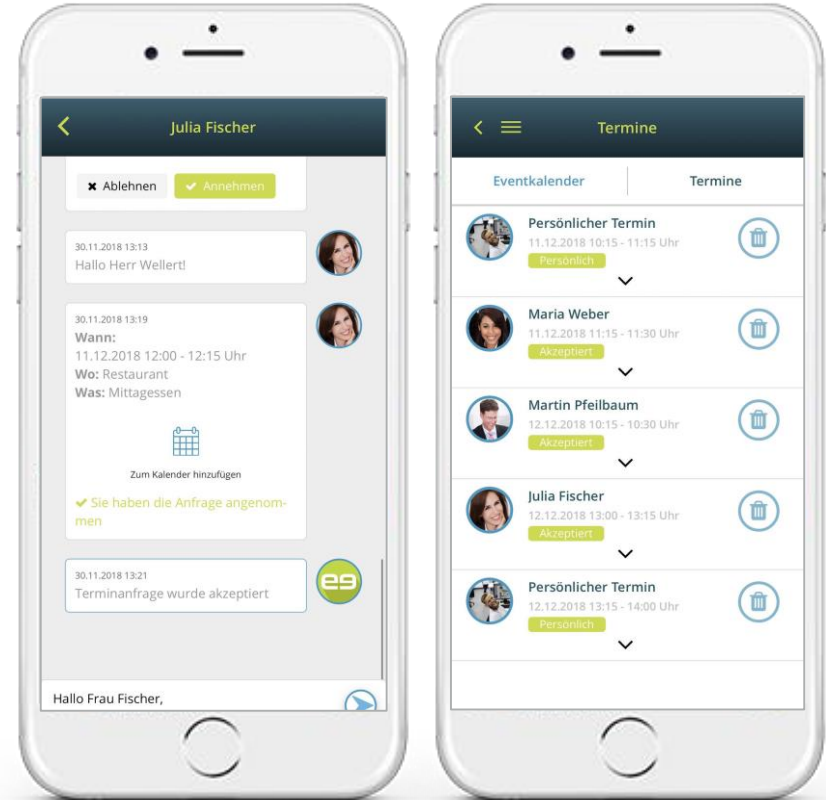 Julia Fischer
Ablehnen
Annehmen
30.11.2018 13:13
Hallo Herr Wellert!
30.11.2018 13:19
Wann:
11.12.2018 12:00 - 12:15 Uhr
Wo: Restaurant
Was: Mittagessen
Zum Kalender hinzufügen
Sie haben die Anfrage angenom-
men
30.11.2018 13:21
Terminanfrage wurde akzeptiert
eg
Hallo Frau Fischer,
Termine
Eventkalender
Termine
Persönlicher Termin
11.12.2018 10:15 - 11:15 Uhr
Persönlich
Maria Weber
11.12.2018 11:15 - 11:30 Uhr
Akzeptiert
Martin Pfeilbaum
12.12.2018 10:15 - 10:30 Uhr
Akzeptiert
Julia Fischer
12.12.2018 13:00 - 13:15 Uhr
Akzeptiert
Persönlicher Termin
12.12.2018 13:15 - 14:00 Uhr
Persönlich